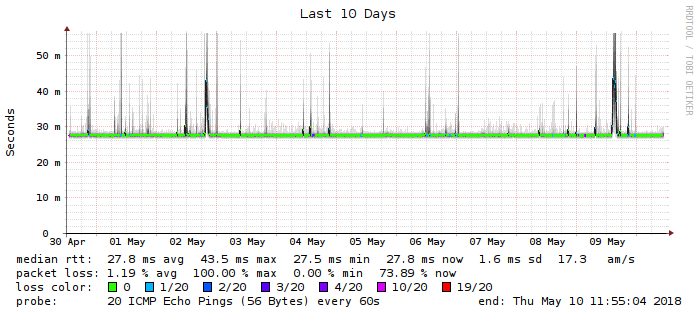 Last 10 Days
RRDTOOL / TOBI OETIKER
Seconds
50 m
40 m
30 m
20 m
10 m
0
30 Apr 01 May 02 May 03 May 04 May 05 May 06 May 07 May 08 May 09 May
median rtt: 27.8 ms avg 43.5 ms max 27.5 ms min 27.8 ms now 1.6 ms sd 17.3 am/s
packet loss: 1.19 % avg 100.00 % max 0.00 % min 73.89 % now
loss color: 0 1/20 2/20 3/20 4/20 10/20 19/20
probe: 20 ICMP Echo Pings (56 Bytes) every 60s end: Thu May 10 11:55:04 2018